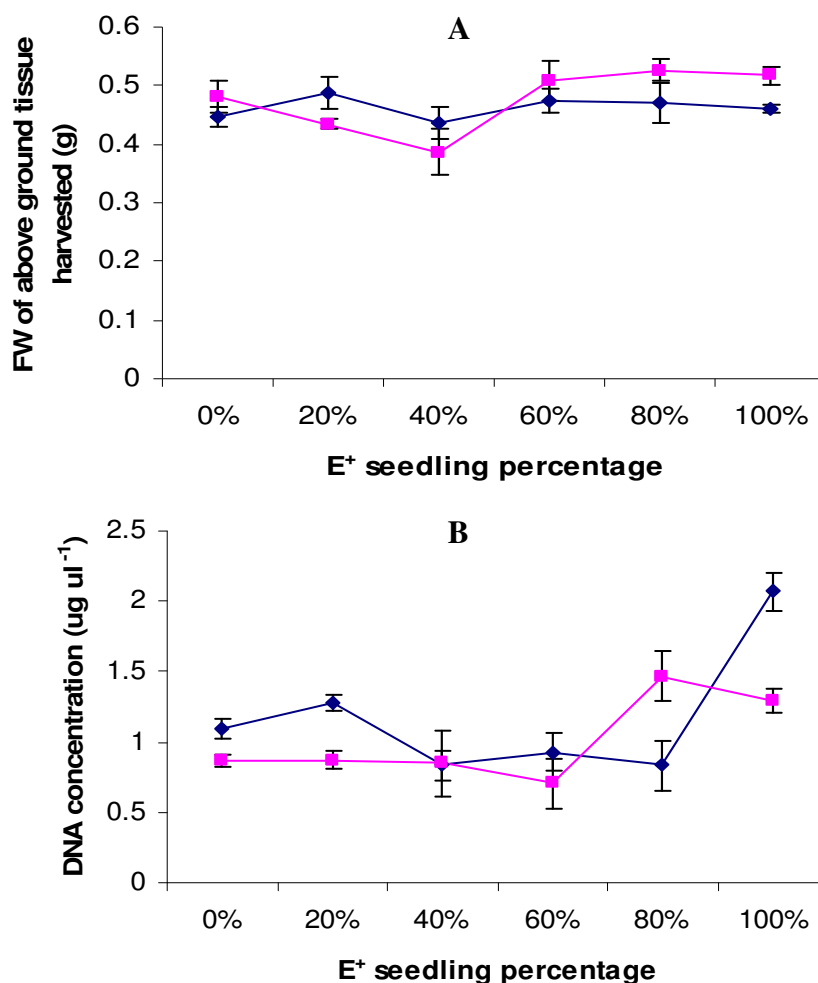 A
FW of above ground tissue
harvested (g)
0.6
0.5
0.4
0.3
0.2
0.1
0
0% 20% 40% 60% 80% 100%
E⁺ seedling percentage
B
DNA concentration (ug ul⁻¹)
2.5
2
1.5
1
0.5
0
0% 20% 40% 60% 80% 100%
E⁺ seedling percentage